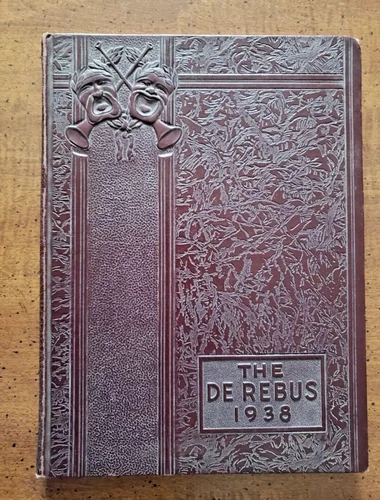 THE
DE REBUS
1938